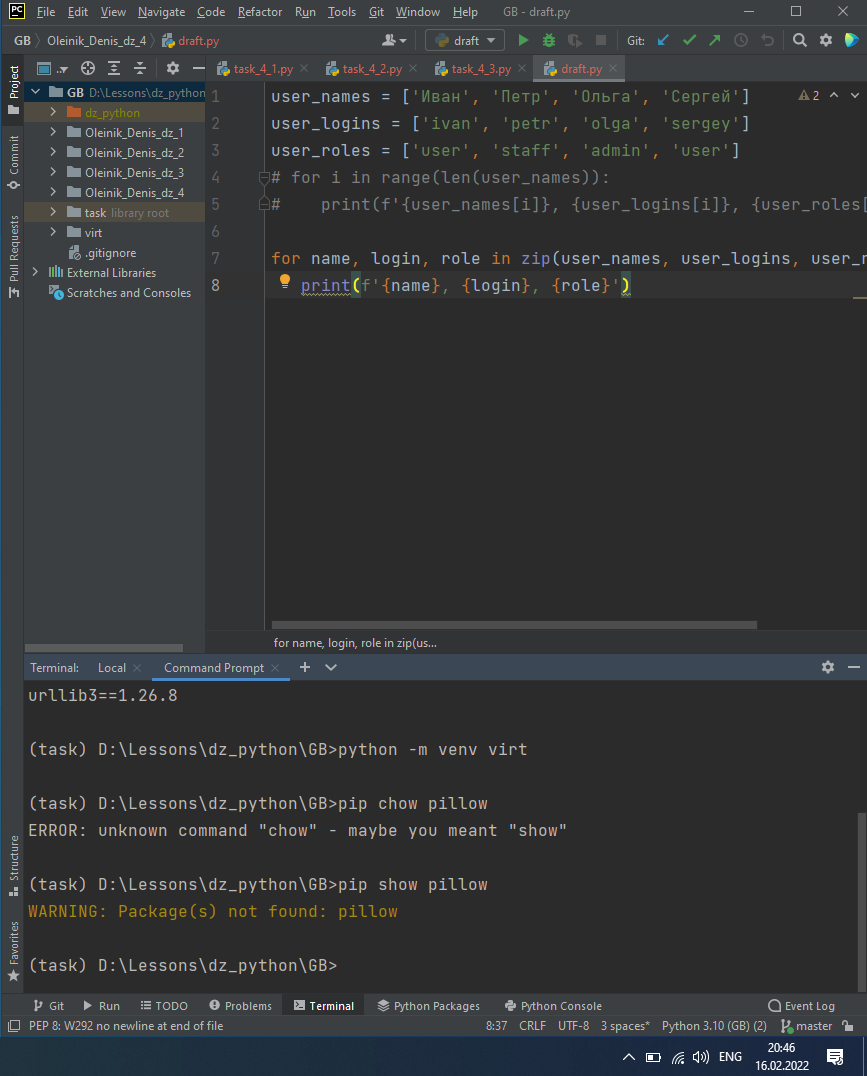 PC File Edit View Navigate Code Refactor Run Tools Git Window Help GB - draft.py
GB Oleinik_Denis_dz_4 draft.py draft Git:
Project
Commit
Pull Requests
Structure
Favorites
GB D:\Lessons\dz_python
dz_python
Oleinik_Denis_dz_1
Oleinik_Denis_dz_2
Oleinik_Denis_dz_3
Oleinik_Denis_dz_4
task library root
virt
.gitignore
External Libraries
Scratches and Consoles
task_4_1.py task_4_2.py task_4_3.py draft.py
2
1 user_names = ['Иван', 'Петр', 'Ольга', 'Сергей']
2 user_logins = ['ivan', 'petr', 'olga', 'sergey']
3 user_roles = ['user', 'staff', 'admin', 'user']
4 # for i in range(len(user_names)):
5 #     print(f'{user_names[i]}, {user_logins[i]}, {user_roles[
6
7 for name, login, role in zip(user_names, user_logins, user_r
8    print(f'{name}, {login}, {role}')
for name, login, role in zip(us...
Terminal: Local Command Prompt
urllib3==1.26.8
(task) D:\Lessons\dz_python\GB>python -m venv virt
(task) D:\Lessons\dz_python\GB>pip chow pillow
ERROR: unknown command "chow" - maybe you meant "show"
(task) D:\Lessons\dz_python\GB>pip show pillow
WARNING: Package(s) not found: pillow
(task) D:\Lessons\dz_python\GB>
Git Run TODO Problems Terminal Python Packages Python Console Event Log
PEP 8: W292 no newline at end of file 8:37 CRLF UTF-8 3 spaces* Python 3.10 (GB) (2) master
ENG 20:46
16.02.2022